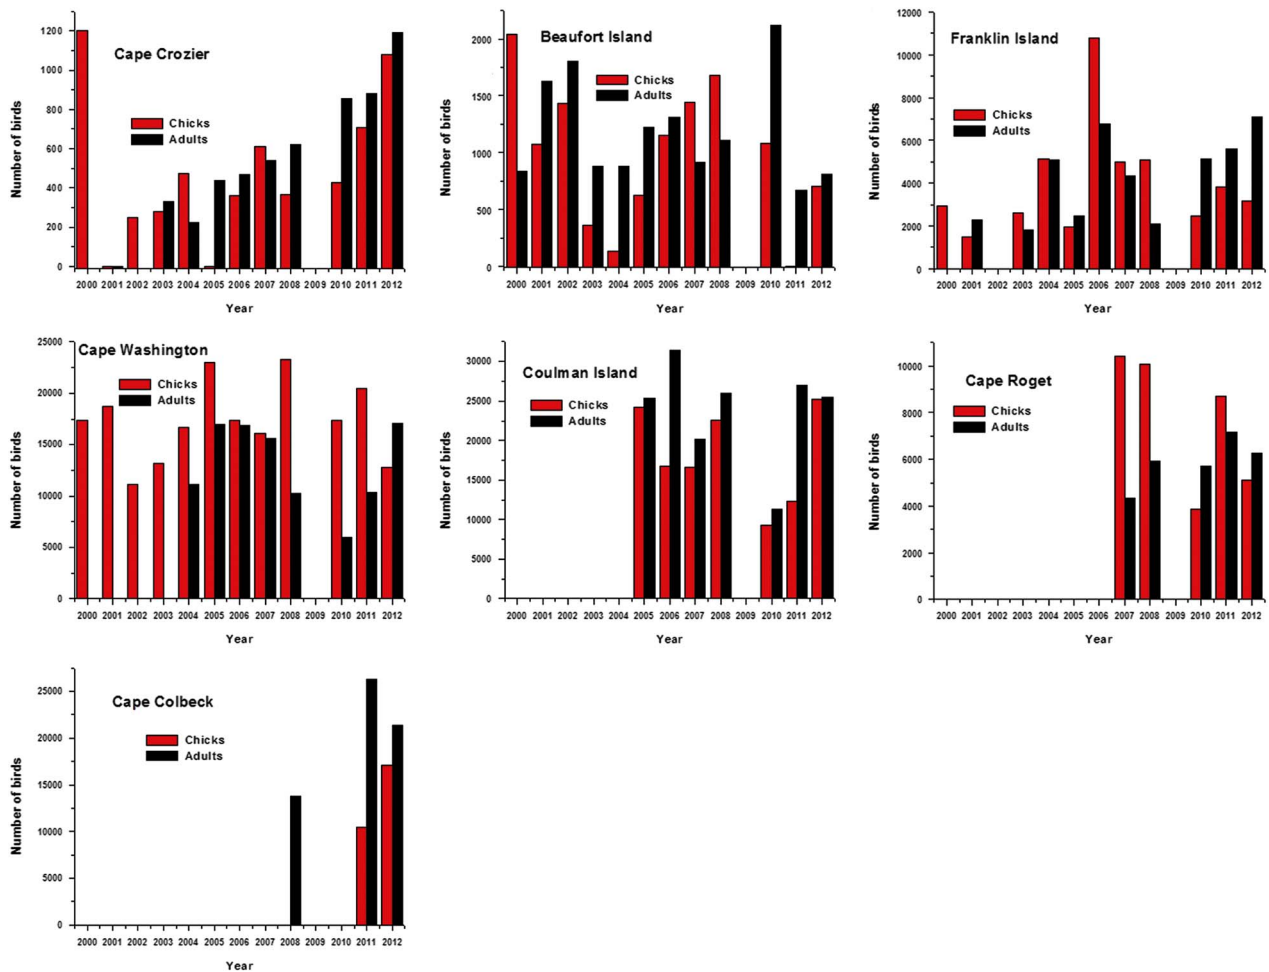 Cape Crozier
Chicks
Adults
Number of birds
1200
1000
800
600
400
200
0
2000 2001 2002 2003 2004 2005 2006 2007 2008 2009 2010 2011 2012
Year
Beaufort Island
Chicks
Adults
Number of birds
2000
1500
1000
500
0
2000 2001 2002 2003 2004 2005 2006 2007 2008 2009 2010 2011 2012
Year
Franklin Island
Chicks
Adults
Number of birds
12000
10000
8000
6000
4000
2000
0
2000 2001 2002 2003 2004 2005 2006 2007 2008 2009 2010 2011 2012
Year
Cape Washington
Chicks
Adults
Number of birds
25000
20000
15000
10000
5000
0
2000 2001 2002 2003 2004 2005 2006 2007 2008 2009 2010 2011 2012
Year
Coulman Island
Chicks
Adults
Number of birds
30000
25000
20000
15000
10000
5000
0
2000 2001 2002 2003 2004 2005 2006 2007 2008 2009 2010 2011 2012
Year
Cape Roget
Chicks
Adults
Number of birds
10000
8000
6000
4000
2000
0
2000 2001 2002 2003 2004 2005 2006 2007 2008 2009 2010 2011 2012
Year
Cape Colbeck
Chicks
Adults
Number of birds
25000
20000
15000
10000
5000
0
2000 2001 2002 2003 2004 2005 2006 2007 2008 2009 2010 2011 2012
Year